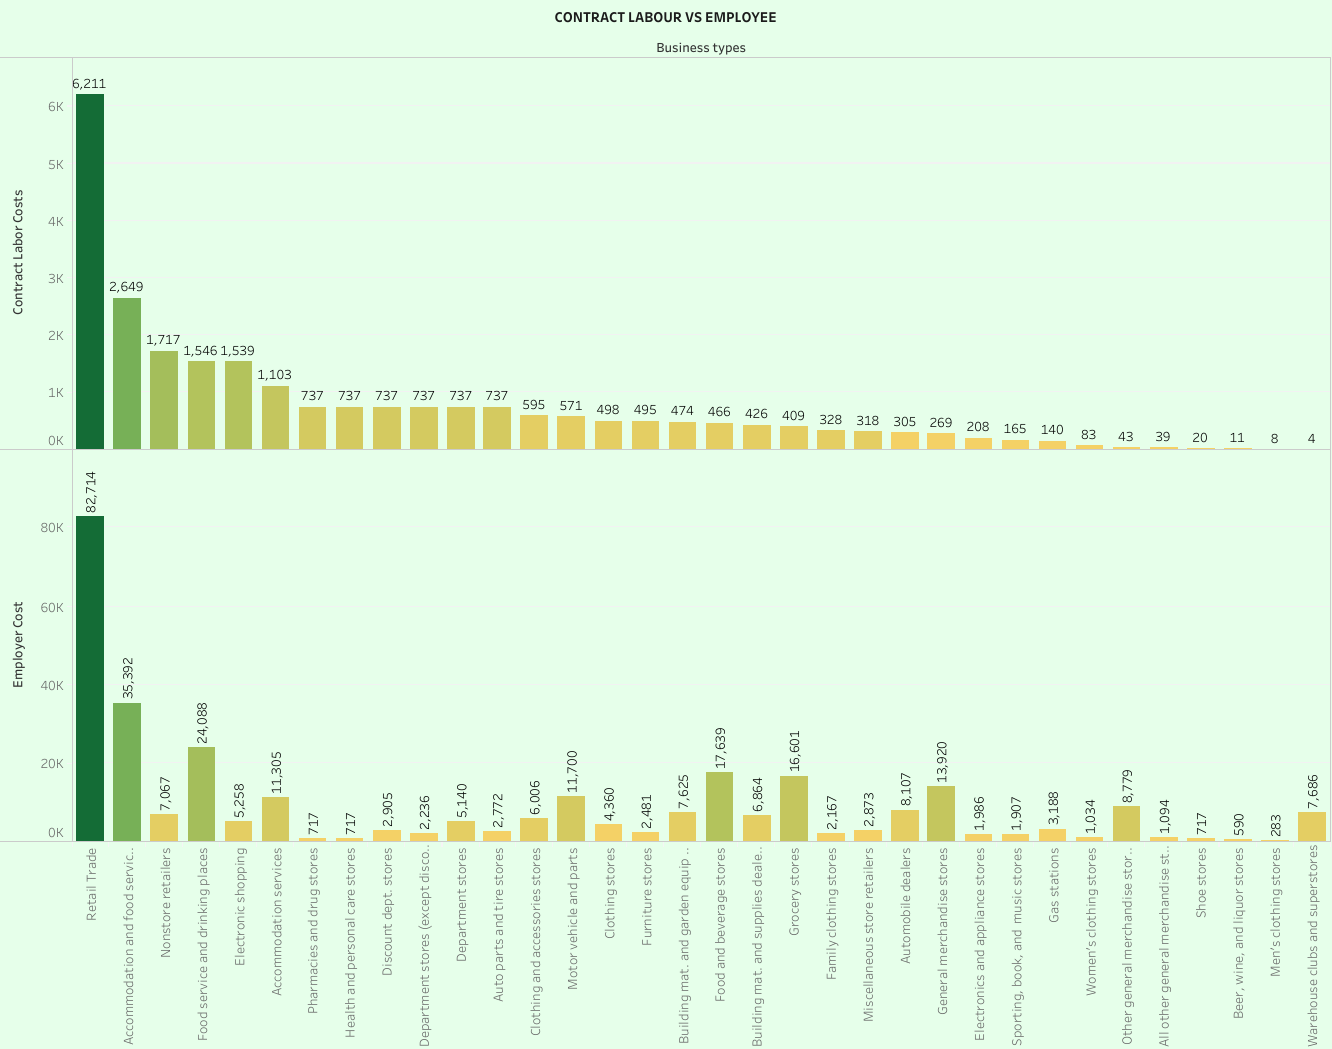 CONTRACT LABOUR VS EMPLOYEE
Business types
Contract Labor Costs
6K
5K
4K
3K
2K
1K
0K
6,211
2,649
1,717
1,546
1,539
1,103
737
737
737
737
737
737
595
571
498
495
474
466
426
409
328
318
305
269
208
165
140
83
43
39
20
11
8
4
Employer Cost
80K
60K
40K
20K
0K
82,714
35,392
7,067
24,088
5,258
11,305
717
717
2,905
2,236
5,140
2,772
6,006
11,700
4,360
2,481
7,625
17,639
6,864
16,601
2,167
2,873
8,107
13,920
1,986
1,907
3,188
1,034
8,779
1,094
717
590
283
7,686
Retail Trade
Accommodation and food servic..
Nonstore retailers
Food service and drinking places
Electronic shopping
Accommodation services
Pharmacies and drug stores
Health and personal care stores
Discount dept. stores
Department stores (except disco..
Department stores
Auto parts and tire stores
Clothing and accessories stores
Motor vehicle and parts
Clothing stores
Furniture stores
Building mat. and garden equip ..
Food and beverage stores
Building mat. and supplies deale..
Grocery stores
Family clothing stores
Miscellaneous store retailers
Automobile dealers
General merchandise stores
Electronics and appliance stores
Sporting, book, and music stores
Gas stations
Women's clothing stores
Other general merchandise stor..
All other general merchandise st..
Shoe stores
Beer, wine, and liquor stores
Men's clothing stores
Warehouse clubs and superstores